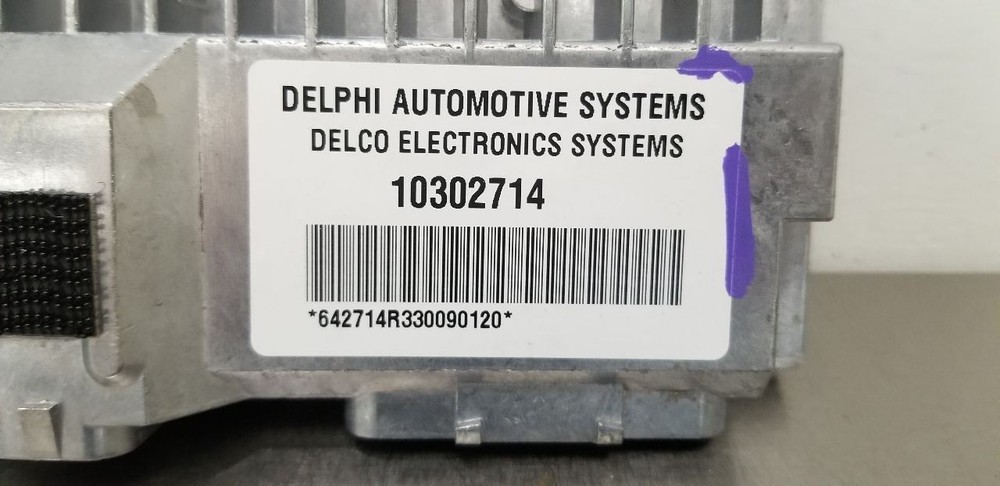 DELPHI AUTOMOTIVE SYSTEMS
DELCO ELECTRONICS SYSTEMS
10302714
*642714R330090120*